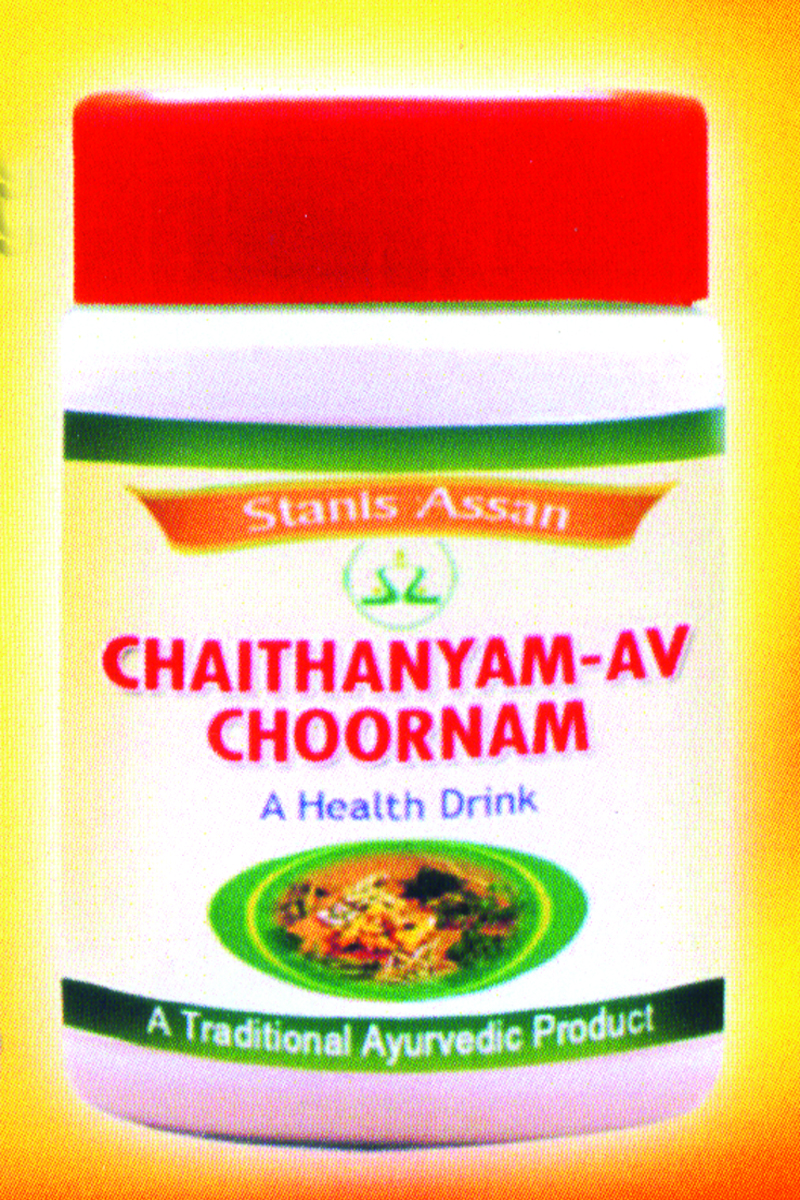 Stanis Assan
CHAITHANYAM-AV
CHOORNAM
A Health Drink
A Traditional Ayurvedic Product